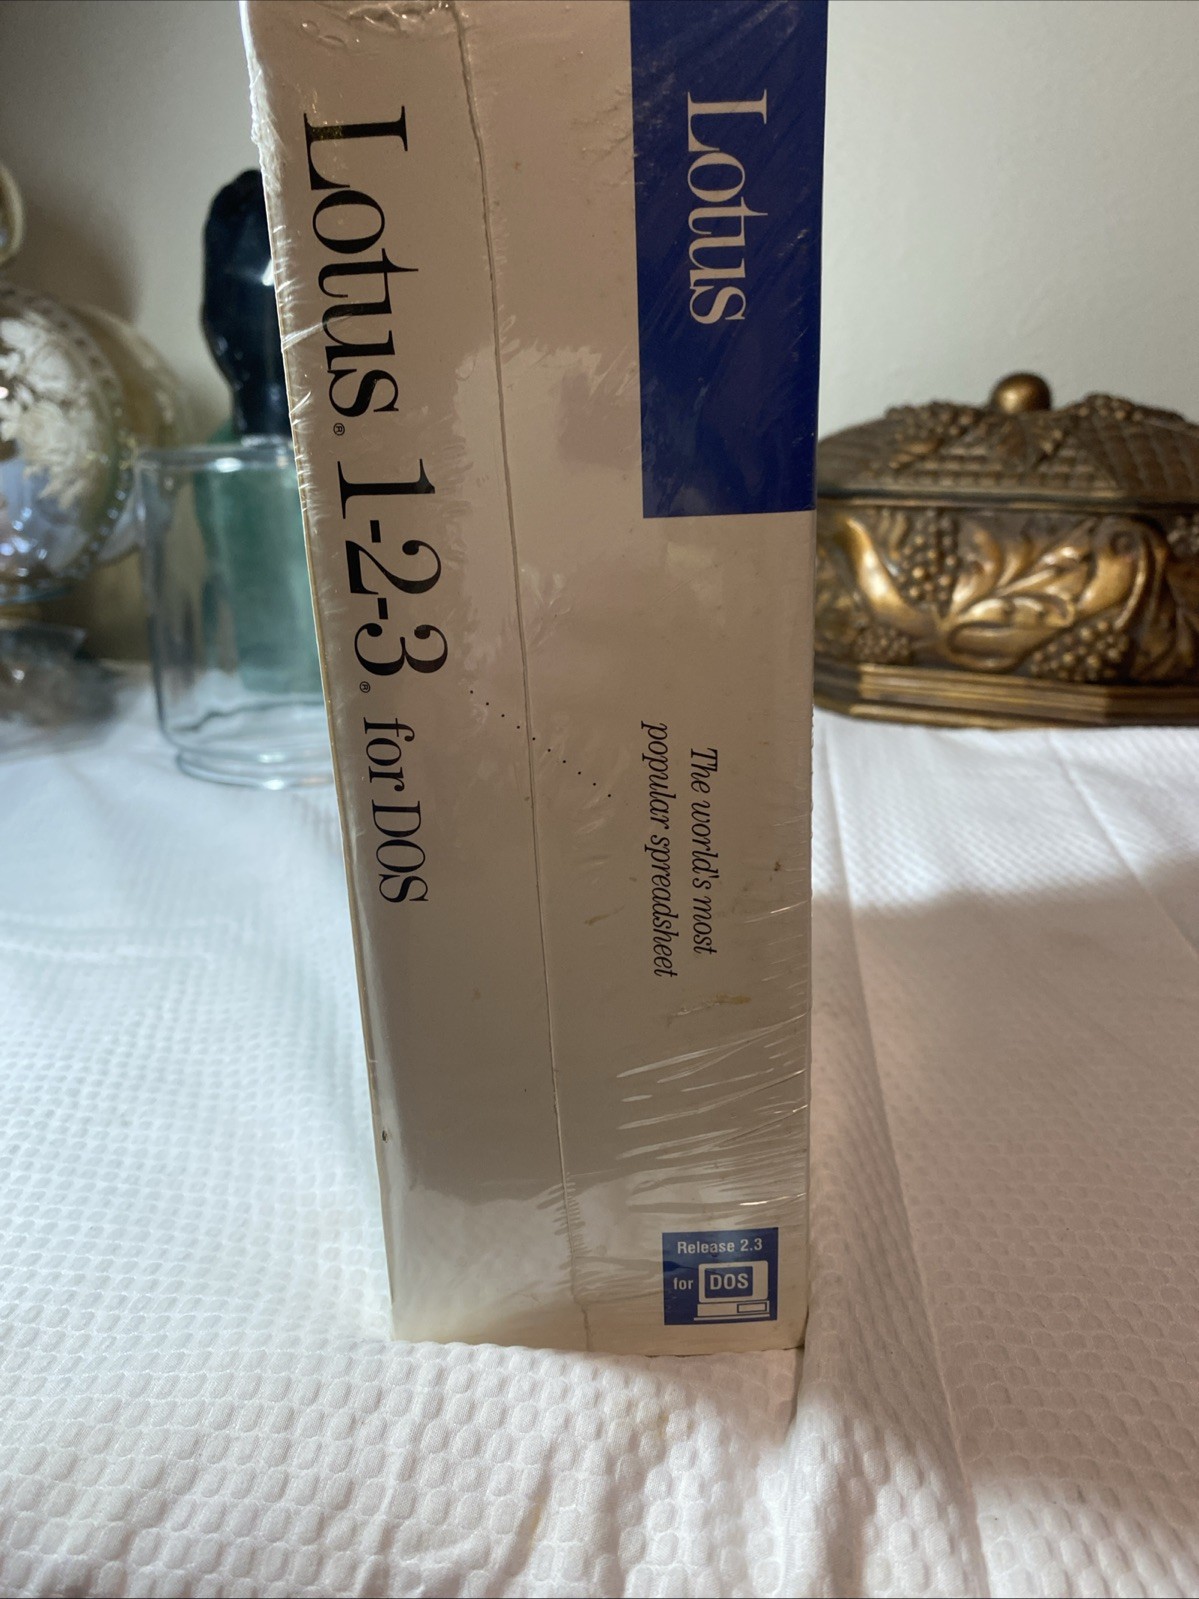 Lotus
Lotus® 1-2-3® for DOS
The world's most
popular spreadsheet
Release 2.3
for DOS